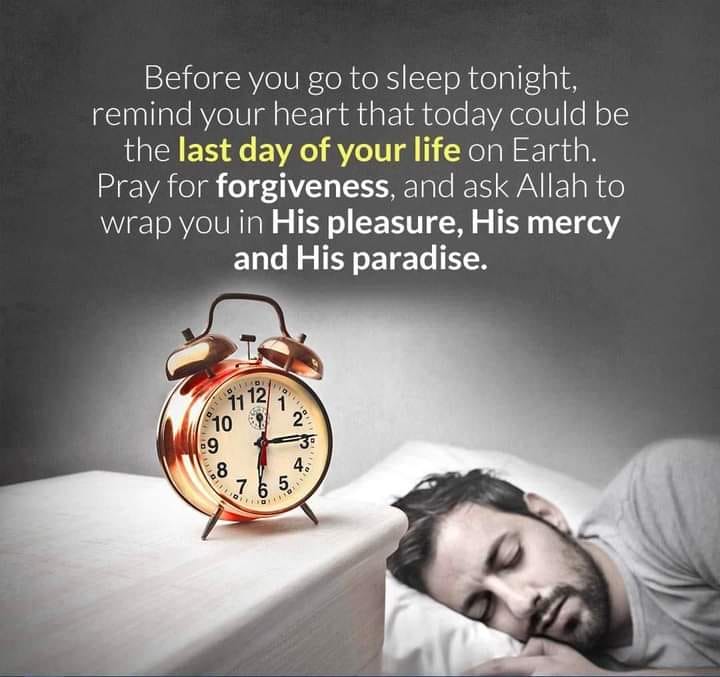 Before you go to sleep tonight,
remind your heart that today could be
the last day of your life on Earth.
Pray for forgiveness, and ask Allah to
wrap you in His pleasure, His mercy
and His paradise.
12
11 1
10 2
9 3
8 4
7 6 5